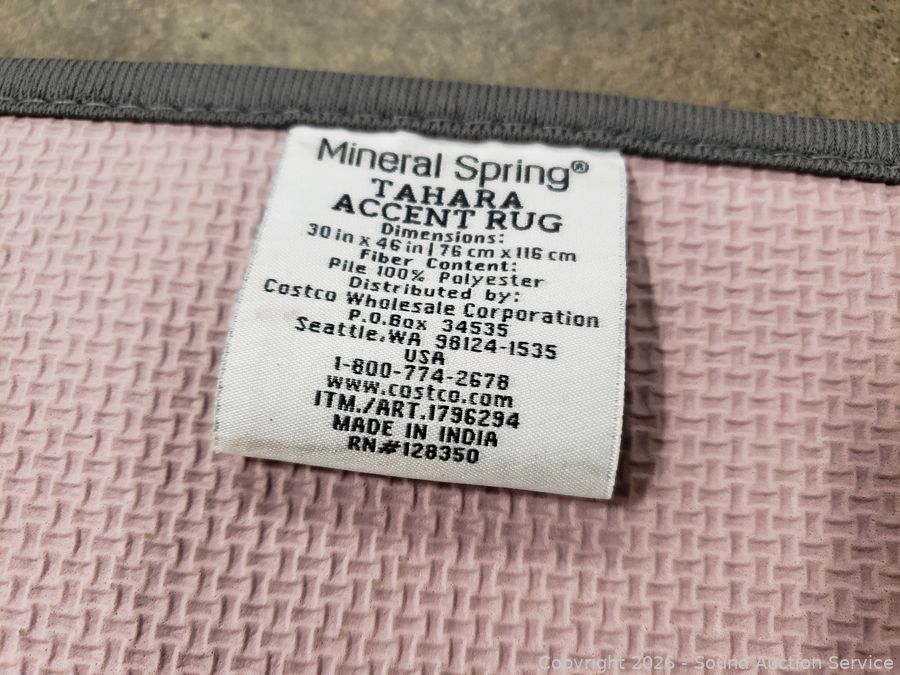 Mineral Spring®
TAHARA
ACCENT RUG
Dimensions:
30 in x 46 in | 76 cm x 116 cm
Fiber Content:
Pile 100% Polyester
Distributed by:
Costco Wholesale Corporation
P.O.Box 34535
Seattle,WA 98124-1535
USA
1-800-774-2678
www.costco.com
ITM./ART.1796294
MADE IN INDIA
RN#128350
Copyright 2026 - Sound Auction Service